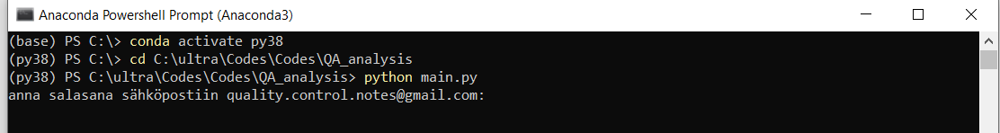 Anaconda Powershell Prompt (Anaconda3)
(base) PS C:\> conda activate py38
(py38) PS C:\> cd C:\ultra\Codes\Codes\QA_analysis
(py38) PS C:\ultra\Codes\Codes\QA_analysis> python main.py
anna salasana sähköpostiin quality.control.notes@gmail.com: